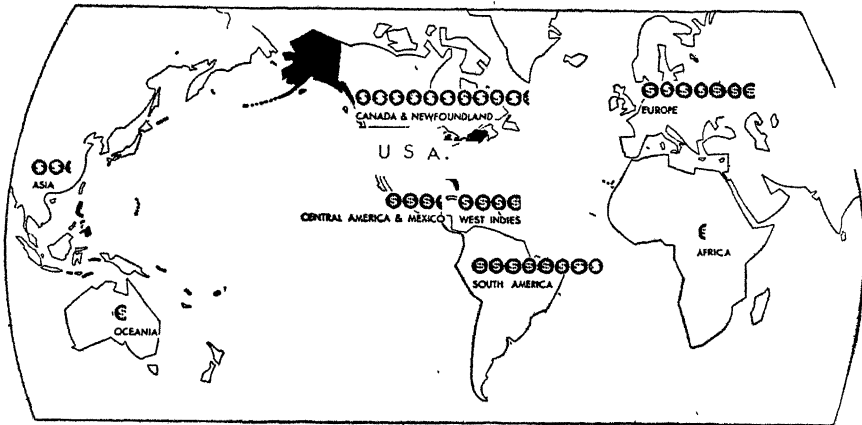 CANADA & NEWFOUNDLAND
EUROPE
U S A.
ASIA
CENTRAL AMERICA & MEXICO
WEST INDIES
AFRICA
SOUTH AMERICA
OCEANIA